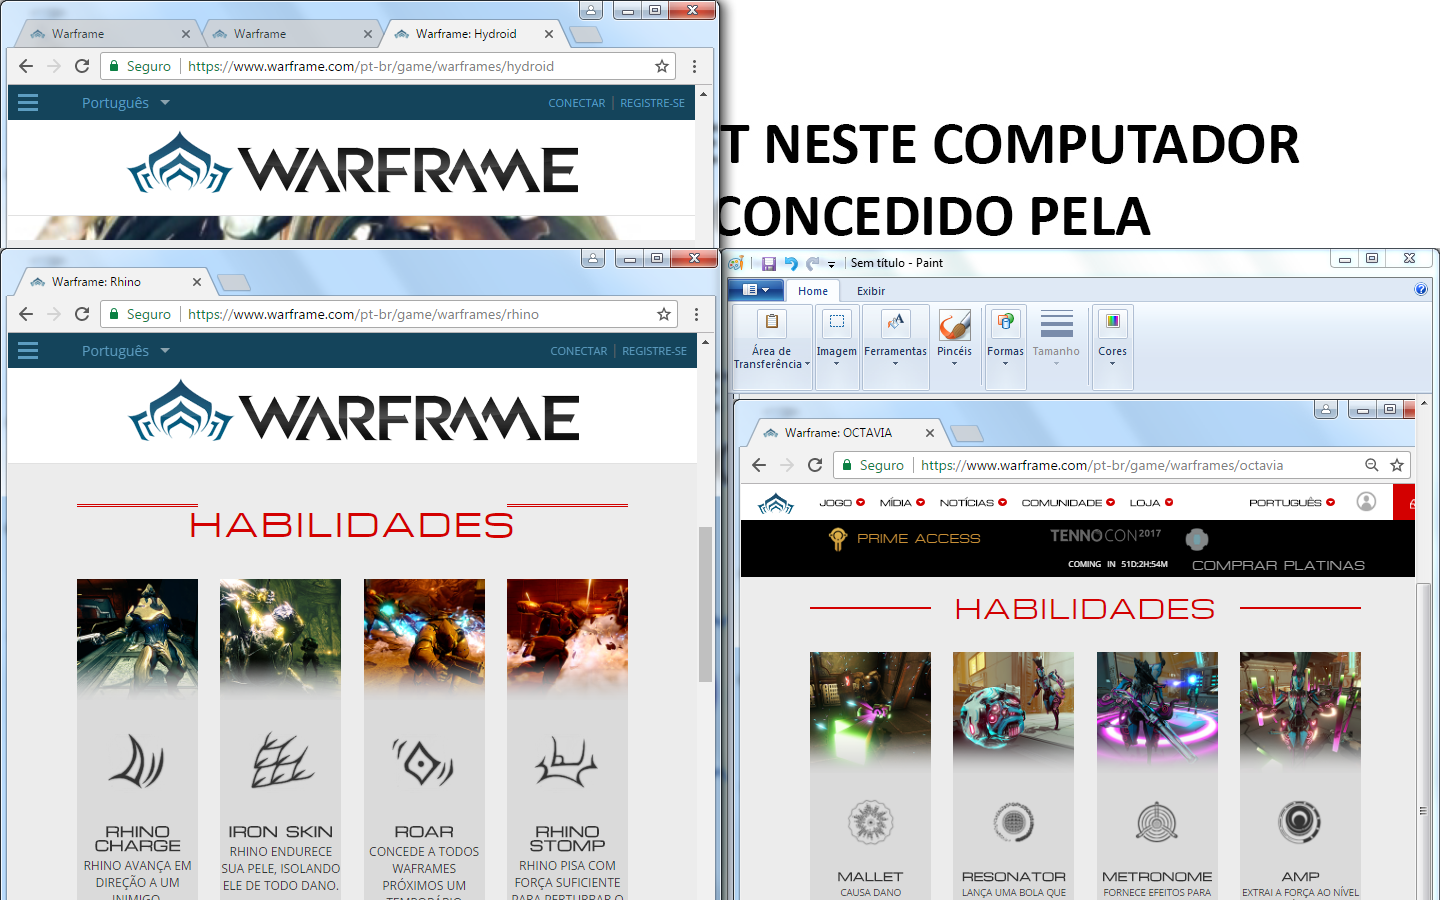 Warframe
Warframe
Warframe: Hydroid
Seguro
https://www.warframe.com/pt-br/game/warframes/hydroid
Português
CONECTAR
REGISTRE-SE
WARFRAME
T NESTE COMPUTADOR
CONCEDIDO PELA
Warframe: Rhino
Seguro
https://www.warframe.com/pt-br/game/warframes/rhino
Português
CONECTAR
REGISTRE-SE
WARFRAME
HABILIDADES
RHINO
CHARGE
RHINO AVANÇA EM
DIREÇÃO A UM
INIMIGO,
IRON SKIN
RHINO ENDURECE
SUA PELE, ISOLANDO
ELE DE TODO DANO.
ROAR
CONCEDE A TODOS
WAFRAMES
PRÓXIMOS UM
TEMPORÁRIO
RHINO
STOMP
RHINO PISA COM
FORÇA SUFICIENTE
PARA PERTURBAR O
Sem título - Paint
Home
Exibir
Área de
Transferência
Imagem
Ferramentas
Pincéis
Formas
Tamanho
Cores
Warframe: OCTAVIA
Seguro
https://www.warframe.com/pt-br/game/warframes/octavia
JOGO
MÍDIA
NOTÍCIAS
COMUNIDADE
LOJA
PORTUGUÊS
PRIME ACCESS
TENNOCON 2017
COMING IN 51D:2H:54M
COMPRAR PLATINAS
HABILIDADES
MALLET
CAUSA DANO
RESONATOR
LANÇA UMA BOLA QUE
METRONOME
FORNECE EFEITOS PARA
AMP
EXTRAI A FORÇA AO NÍVEL